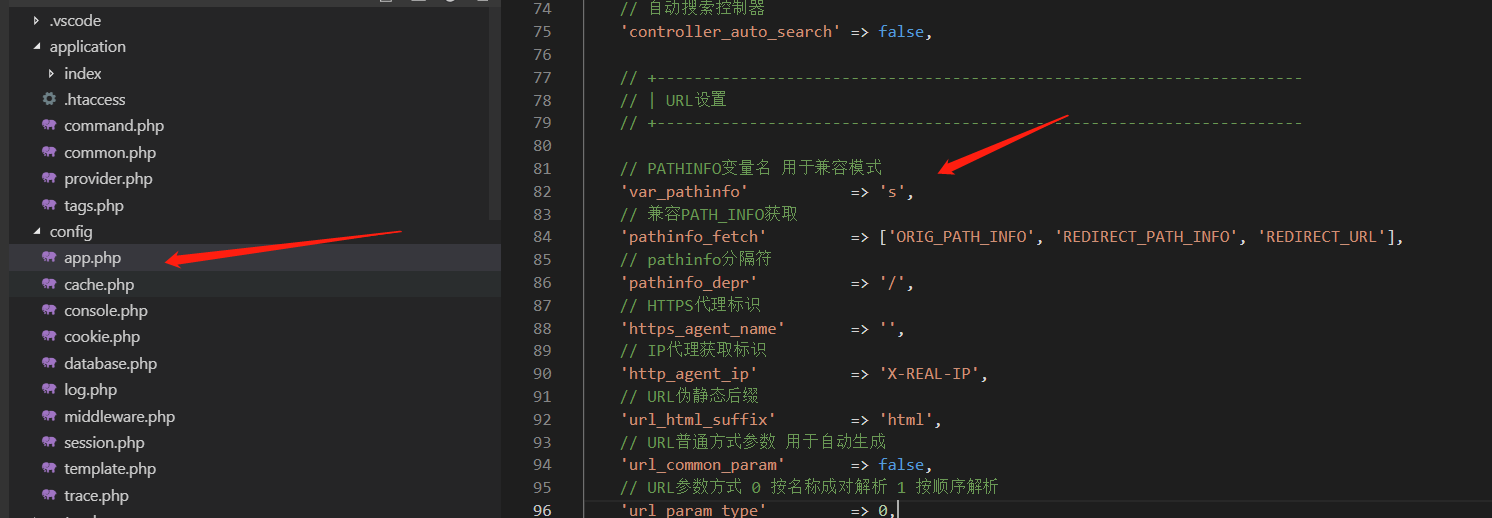 .vscode
application
index
.htaccess
command.php
common.php
provider.php
tags.php
config
app.php
cache.php
console.php
cookie.php
database.php
log.php
middleware.php
session.php
template.php
trace.php
74 // 自动搜索控制器
75 'controller_auto_search' => false,
76
77 // +----------------------------------------------------------------------
78 // | URL设置
79 // +----------------------------------------------------------------------
80
81 // PATHINFO变量名 用于兼容模式
82 'var_pathinfo' => 's',
83 // 兼容PATH_INFO获取
84 'pathinfo_fetch' => ['ORIG_PATH_INFO', 'REDIRECT_PATH_INFO', 'REDIRECT_URL'],
85 // pathinfo分隔符
86 'pathinfo_depr' => '/',
87 // HTTPS代理标识
88 'https_agent_name' => '',
89 // IP代理获取标识
90 'http_agent_ip' => 'X-REAL-IP',
91 // URL伪静态后缀
92 'url_html_suffix' => 'html',
93 // URL普通方式参数 用于自动生成
94 'url_common_param' => false,
95 // URL参数方式 0 按名称成对解析 1 按顺序解析
96 'url_param_type' => 0,